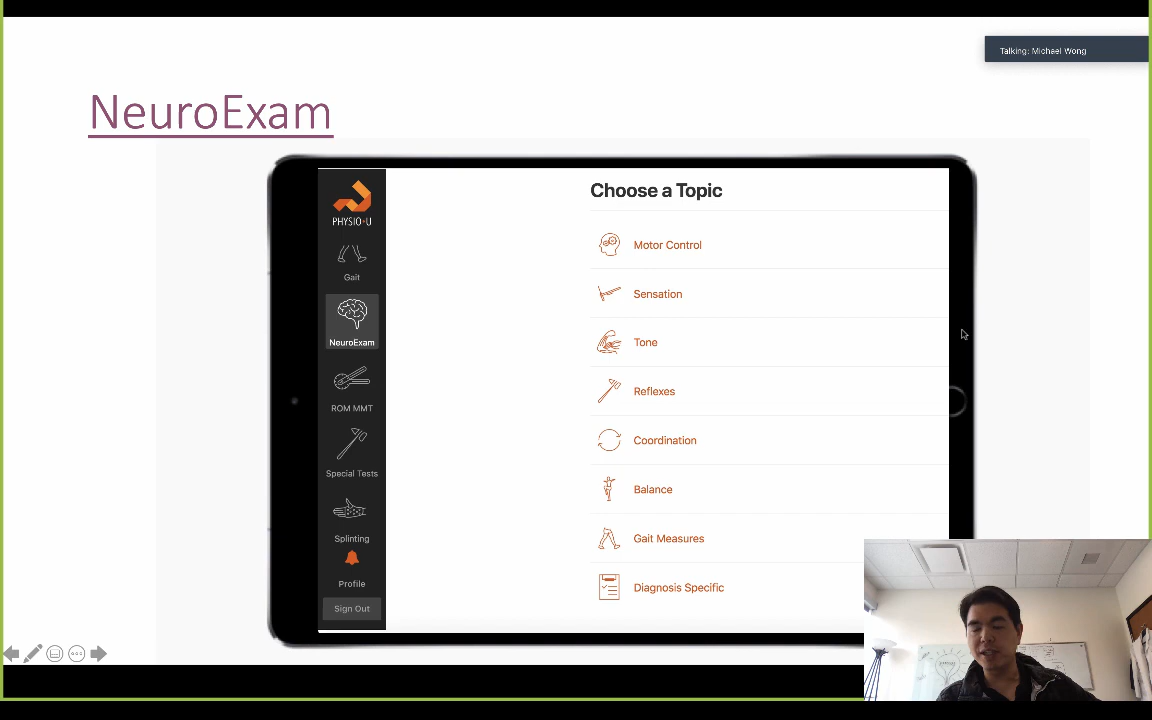 Talking: Michael Wong
NeuroExam
PHYSIO U
Gait
NeuroExam
ROM MMT
Special Tests
Splinting
Profile
Sign Out
Choose a Topic
Motor Control
Sensation
Tone
Reflexes
Coordination
Balance
Gait Measures
Diagnosis Specific